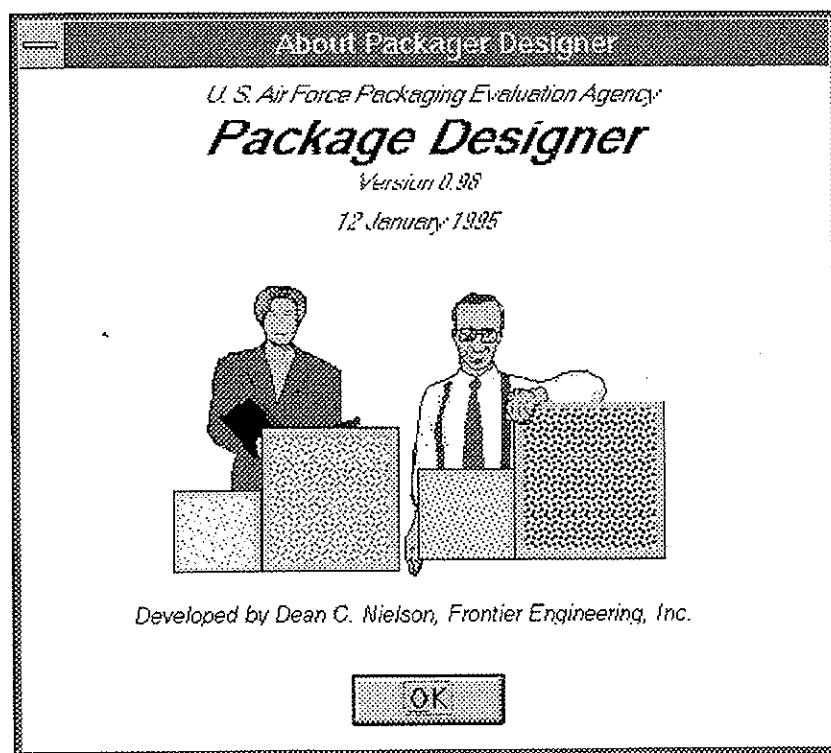 About Packager Designer
U. S. Air Force Packaging Evaluation Agency
Package Designer
Version 0.98
12 January 1995
Developed by Dean C. Nielson, Frontier Engineering, Inc.
OK